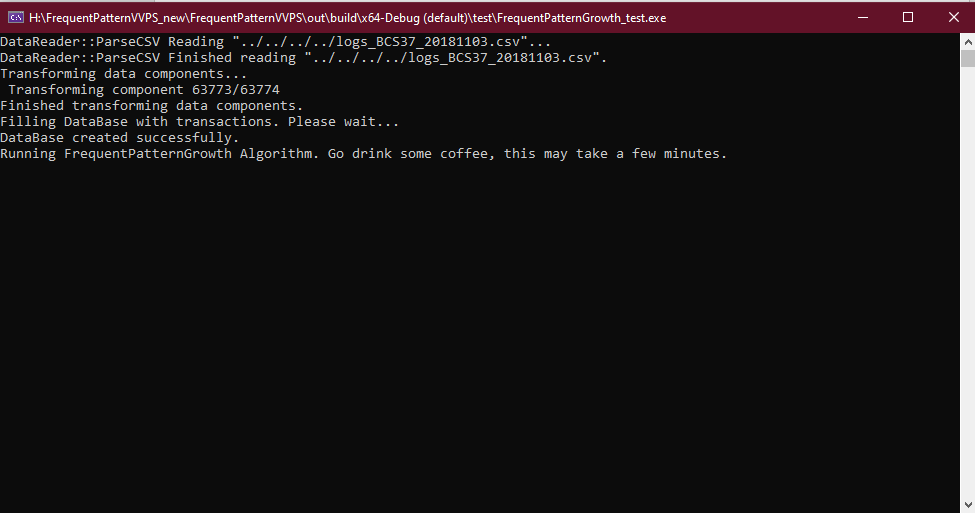 H:\FrequentPatternVVPS_new\FrequentPatternVVPS\out\build\x64-Debug (default)\test\FrequentPatternGrowth_test.exe
DataReader::ParseCSV Reading "../../../../logs_BCS37_20181103.csv"...
DataReader::ParseCSV Finished reading "../../../../logs_BCS37_20181103.csv".
Transforming data components...
 Transforming component 63773/63774
Finished transforming data components.
Filling DataBase with transactions. Please wait...
DataBase created successfully.
Running FrequentPatternGrowth Algorithm. Go drink some coffee, this may take a few minutes.